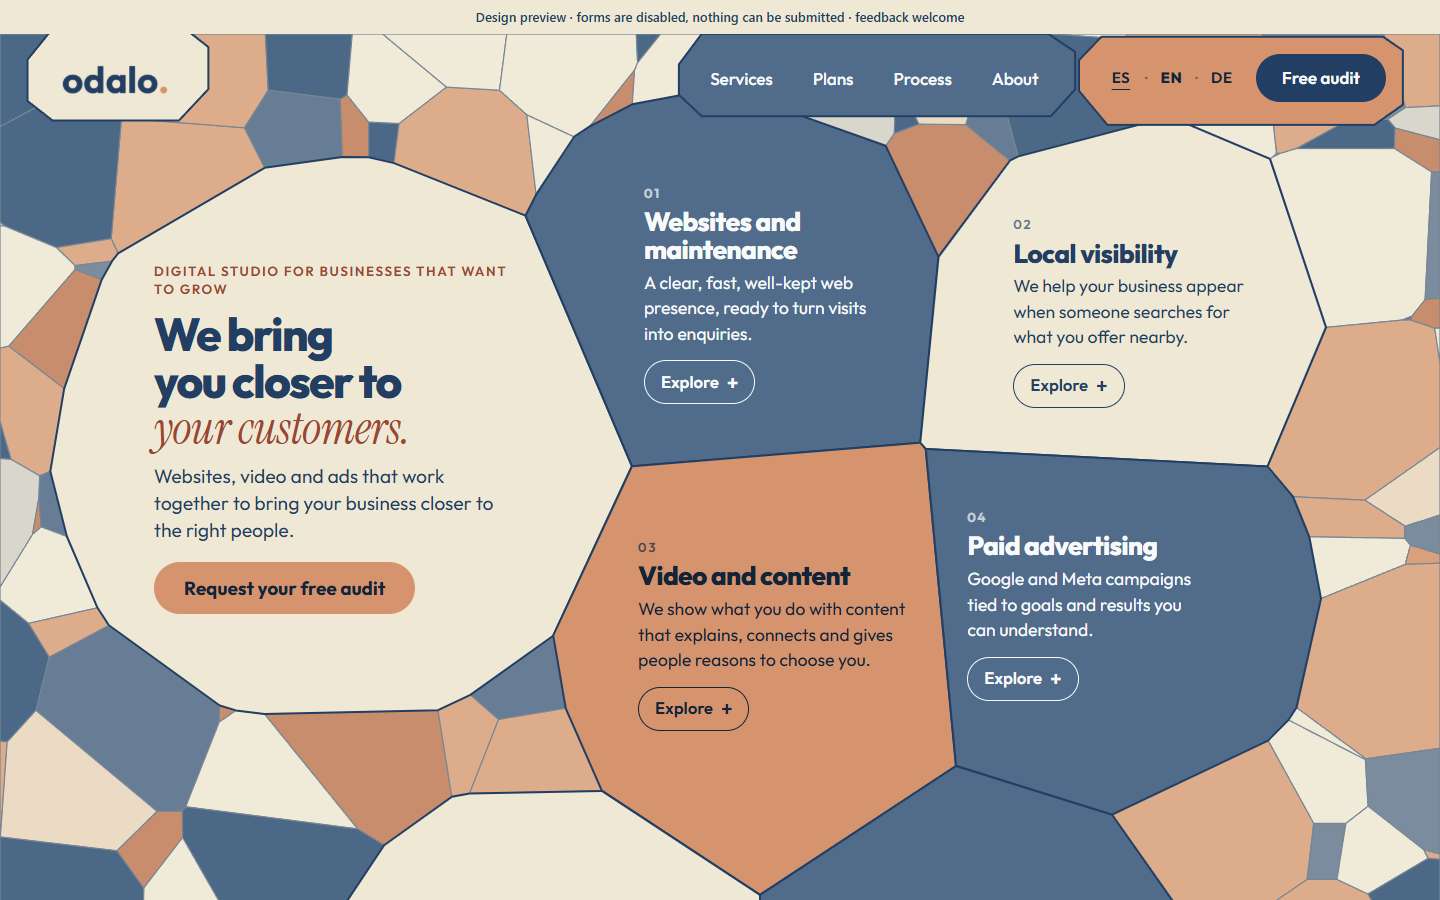 Design preview · forms are disabled, nothing can be submitted · feedback welcome
odalo.
Services
Plans
Process
About
ES · EN · DE
Free audit
DIGITAL STUDIO FOR BUSINESSES THAT WANT
TO GROW
We bring
you closer to
your customers.
Websites, video and ads that work
together to bring your business closer to
the right people.
Request your free audit
01
Websites and
maintenance
A clear, fast, well-kept web
presence, ready to turn visits
into enquiries.
Explore +
02
Local visibility
We help your business appear
when someone searches for
what you offer nearby.
Explore +
03
Video and content
We show what you do with content
that explains, connects and gives
people reasons to choose you.
Explore +
04
Paid advertising
Google and Meta campaigns
tied to goals and results you
can understand.
Explore +